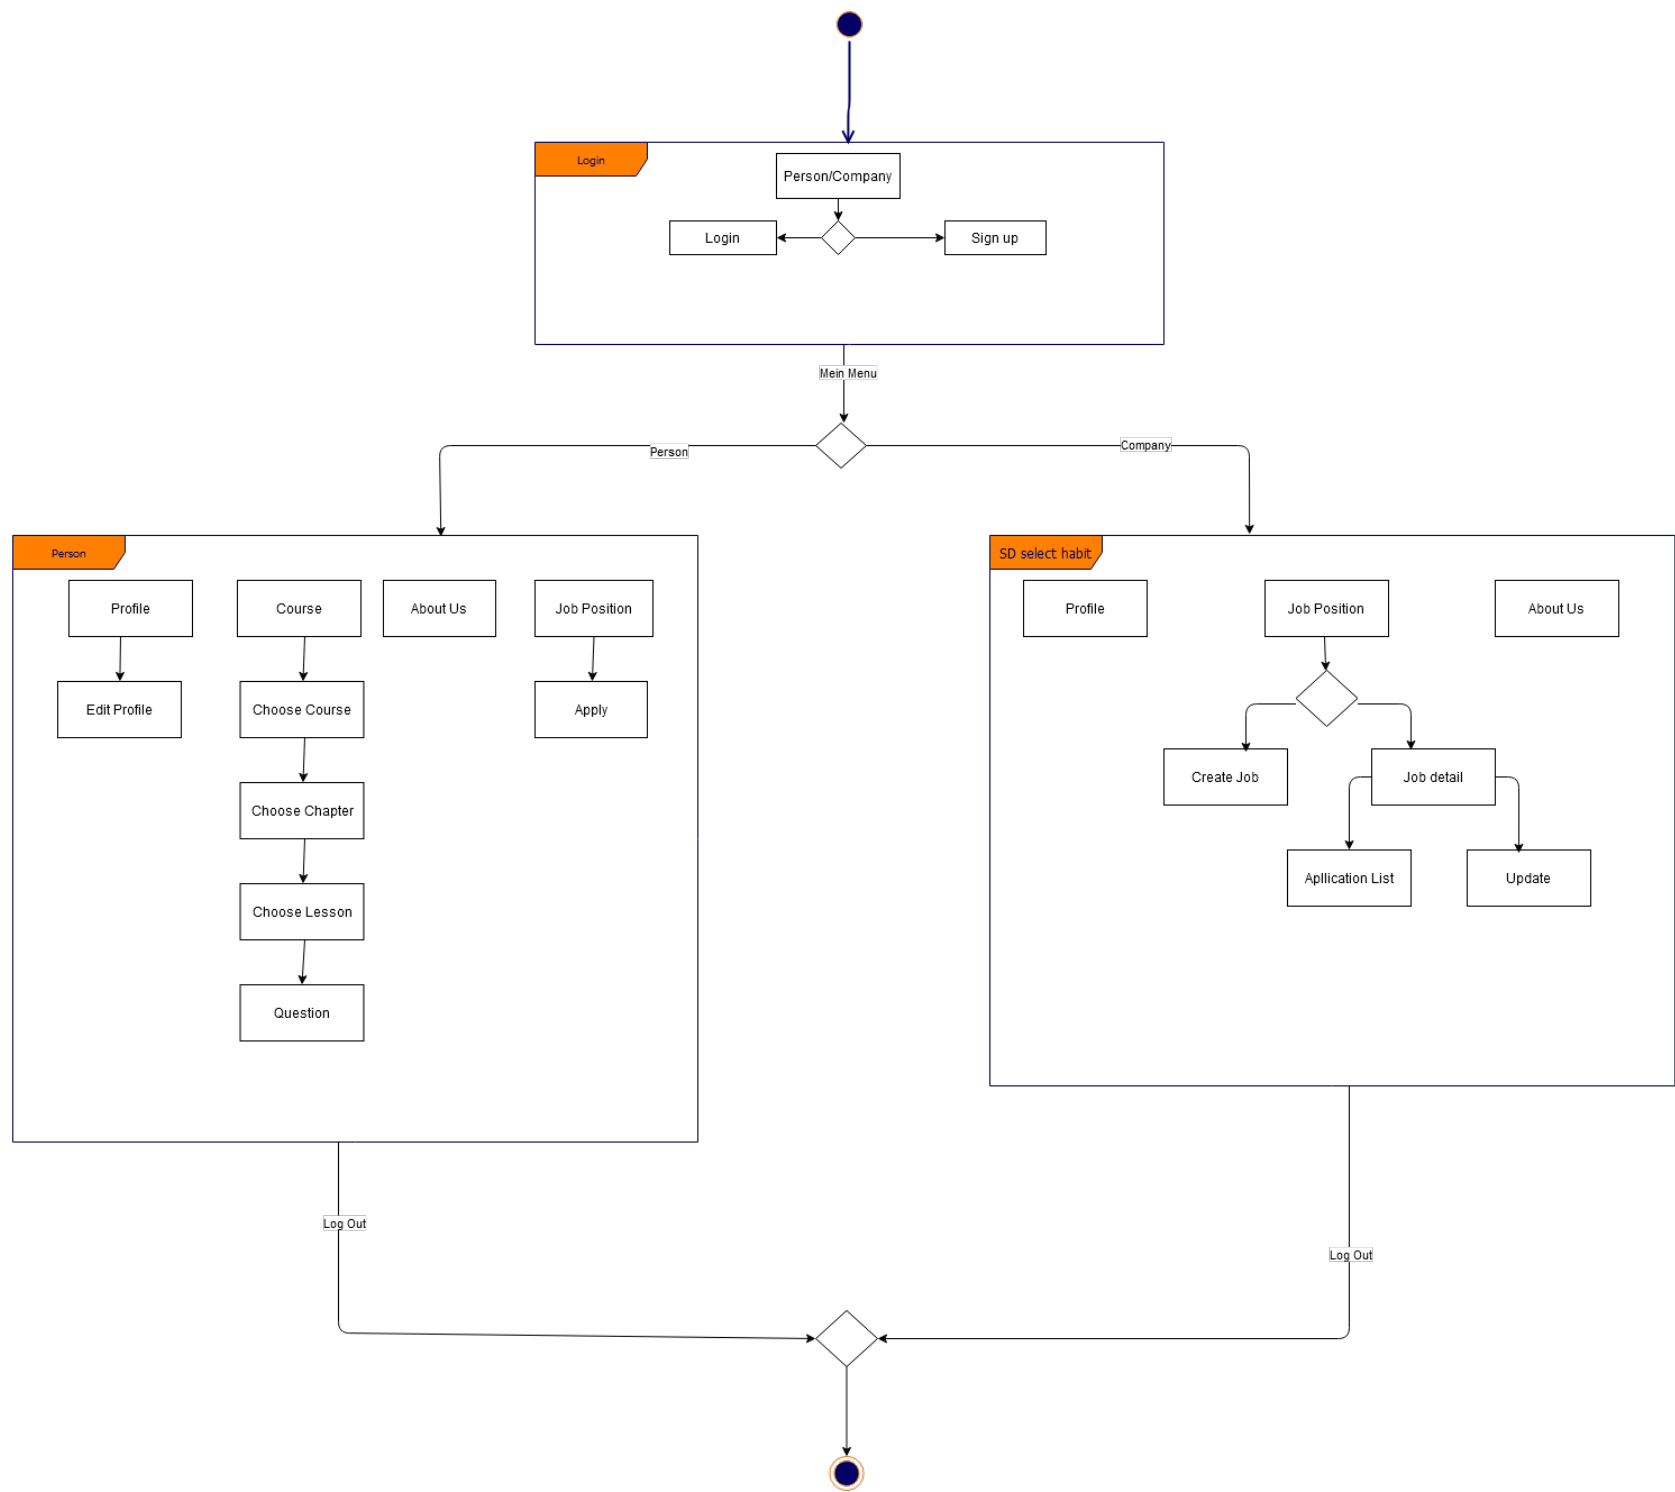 Login
Person/Company
Login
Sign up
Mein Menu
Person
Company
Person
Profile
Course
About Us
Job Position
Edit Profile
Choose Course
Apply
Choose Chapter
Choose Lesson
Question
SD select habit
Profile
Job Position
About Us
Create Job
Job detail
Apllication List
Update
Log Out
Log Out